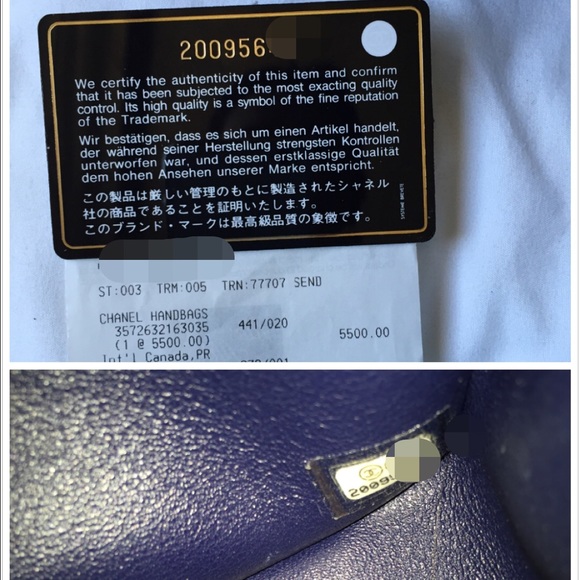 200956
We certify the authenticity of this item and confirm
that it has been subjected to the most exacting quality
control. Its high quality is a symbol of the fine reputation
of the Trademark.
Wir bestätigen, dass es sich um einen Artikel handelt,
der während seiner Herstellung strengsten Kontrollen
unterworfen war, und dessen erstklassige Qualität
dem hohen Ansehen unserer Marke entspricht.
この製品は厳しい管理のもとに製造されたシャネル
社の商品であることを証明いたします。
このブランド・マークは最高級品質の象徴です。
ST:003 TRM:005 TRN:77707 SEND
CHANEL HANDBAGS
3572632163035 441/020
(1 @ 5500.00) 5500.00
Int'l Canada,PR
2009